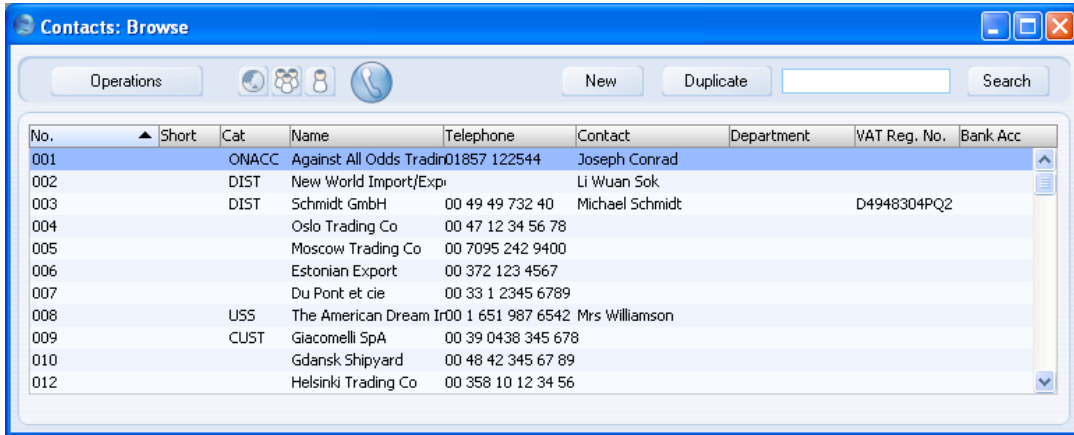 Contacts: Browse
Operations New Duplicate Search
No. Short Cat Name Telephone Contact Department VAT Reg. No. Bank Acc
001 ONACC Against All Odds Tradin 01857 122544 Joseph Conrad
002 DIST New World Import/Exp Li Wuan Sok
003 DIST Schmidt GmbH 00 49 49 732 40 Michael Schmidt D4948304PQ2
004 Oslo Trading Co 00 47 12 34 56 78
005 Moscow Trading Co 00 7095 242 9400
006 Estonian Export 00 372 123 4567
007 Du Pont et cie 00 33 1 2345 6789
008 USS The American Dream Ir 00 1 651 987 6542 Mrs Williamson
009 CUST Giacomelli SpA 00 39 0438 345 678
010 Gdansk Shipyard 00 48 42 345 67 89
012 Helsinki Trading Co 00 358 10 12 34 56